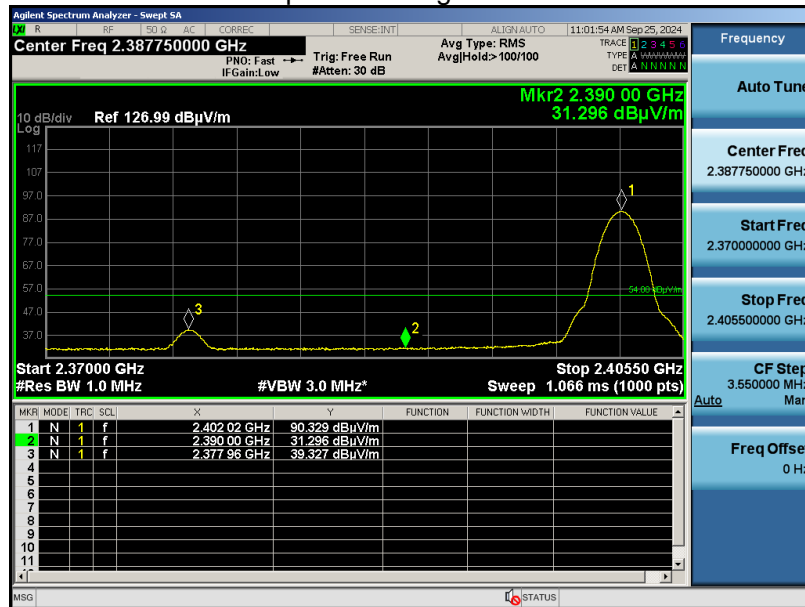 Agilent Spectrum Analyzer - Swept SA
R RF 50 Ω AC CORREC SENSE:INT ALIGN AUTO 11:01:54 AM Sep 25, 2024
Center Freq 2.387750000 GHz
PNO: Fast
IFGain:Low
Trig: Free Run
#Atten: 30 dB
Avg Type: RMS
Avg|Hold:>100/100
TRACE 1 2 3 4 5 6
TYPE A WWWWW
DET A N N N N N
Mkr2 2.390 00 GHz
31.296 dBµV/m
10 dB/div Ref 126.99 dBµV/m
Log
117
107
97.0
87.0
77.0
67.0
57.0
47.0
37.0
1
54.00 dBµV/m
3
2
Start 2.37000 GHz Stop 2.40550 GHz
#Res BW 1.0 MHz #VBW 3.0 MHz* Sweep 1.066 ms (1000 pts)
MKR MODE TRC SCL X Y FUNCTION FUNCTION WIDTH FUNCTION VALUE
1 N 1 f 2.402 02 GHz 90.329 dBµV/m
2 N 1 f 2.390 00 GHz 31.296 dBµV/m
3 N 1 f 2.377 96 GHz 39.327 dBµV/m
4
5
6
7
8
9
10
11
MSG STATUS
Frequency
Auto Tune
Center Freq
2.387750000 GHz
Start Freq
2.370000000 GHz
Stop Freq
2.405500000 GHz
CF Step
3.550000 MHz
Auto Man
Freq Offset
0 Hz